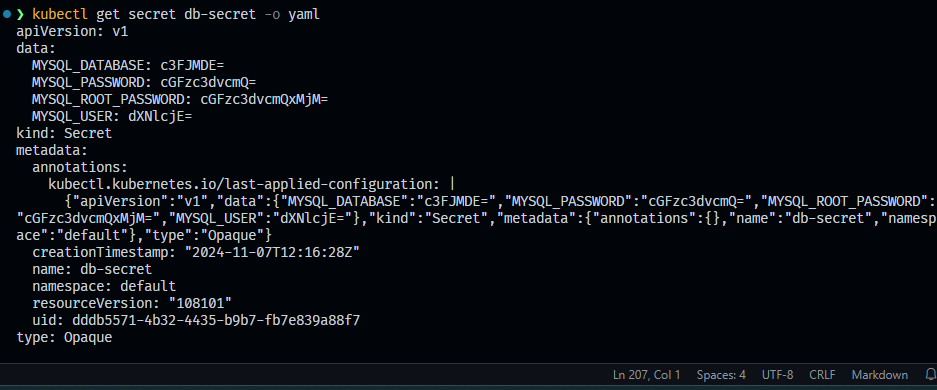 ❯ kubectl get secret db-secret -o yaml
apiVersion: v1
data:
  MYSQL_DATABASE: c3FJMDE=
  MYSQL_PASSWORD: cGFzc3dvcmQ=
  MYSQL_ROOT_PASSWORD: cGFzc3dvcmQxMjM=
  MYSQL_USER: dXNlcjE=
kind: Secret
metadata:
  annotations:
    kubectl.kubernetes.io/last-applied-configuration: |
      {"apiVersion":"v1","data":{"MYSQL_DATABASE":"c3FJMDE=","MYSQL_PASSWORD":"cGFzc3dvcmQ=","MYSQL_ROOT_PASSWORD":
"cGFzc3dvcmQxMjM=","MYSQL_USER":"dXNlcjE="},"kind":"Secret","metadata":{"annotations":{},"name":"db-secret","namesp
ace":"default"},"type":"Opaque"}
  creationTimestamp: "2024-11-07T12:16:28Z"
  name: db-secret
  namespace: default
  resourceVersion: "108101"
  uid: dddb5571-4b32-4435-b9b7-fb7e839a88f7
type: Opaque
Ln 207, Col 1 Spaces: 4 UTF-8 CRLF Markdown